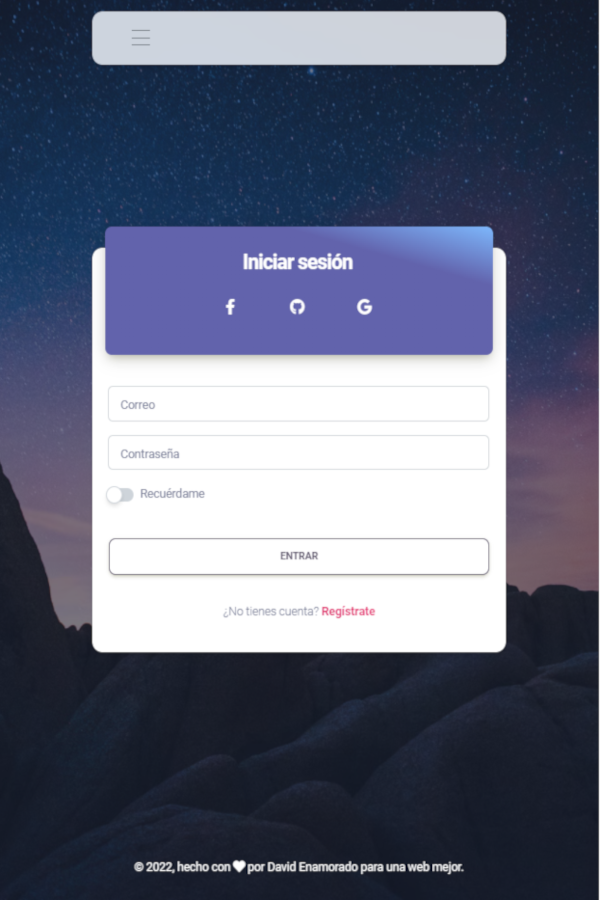 Iniciar sesión
Correo
Contraseña
Recuérdame
ENTRAR
¿No tienes cuenta? Regístrate
© 2022, hecho con ♥ por David Enamorado para una web mejor.